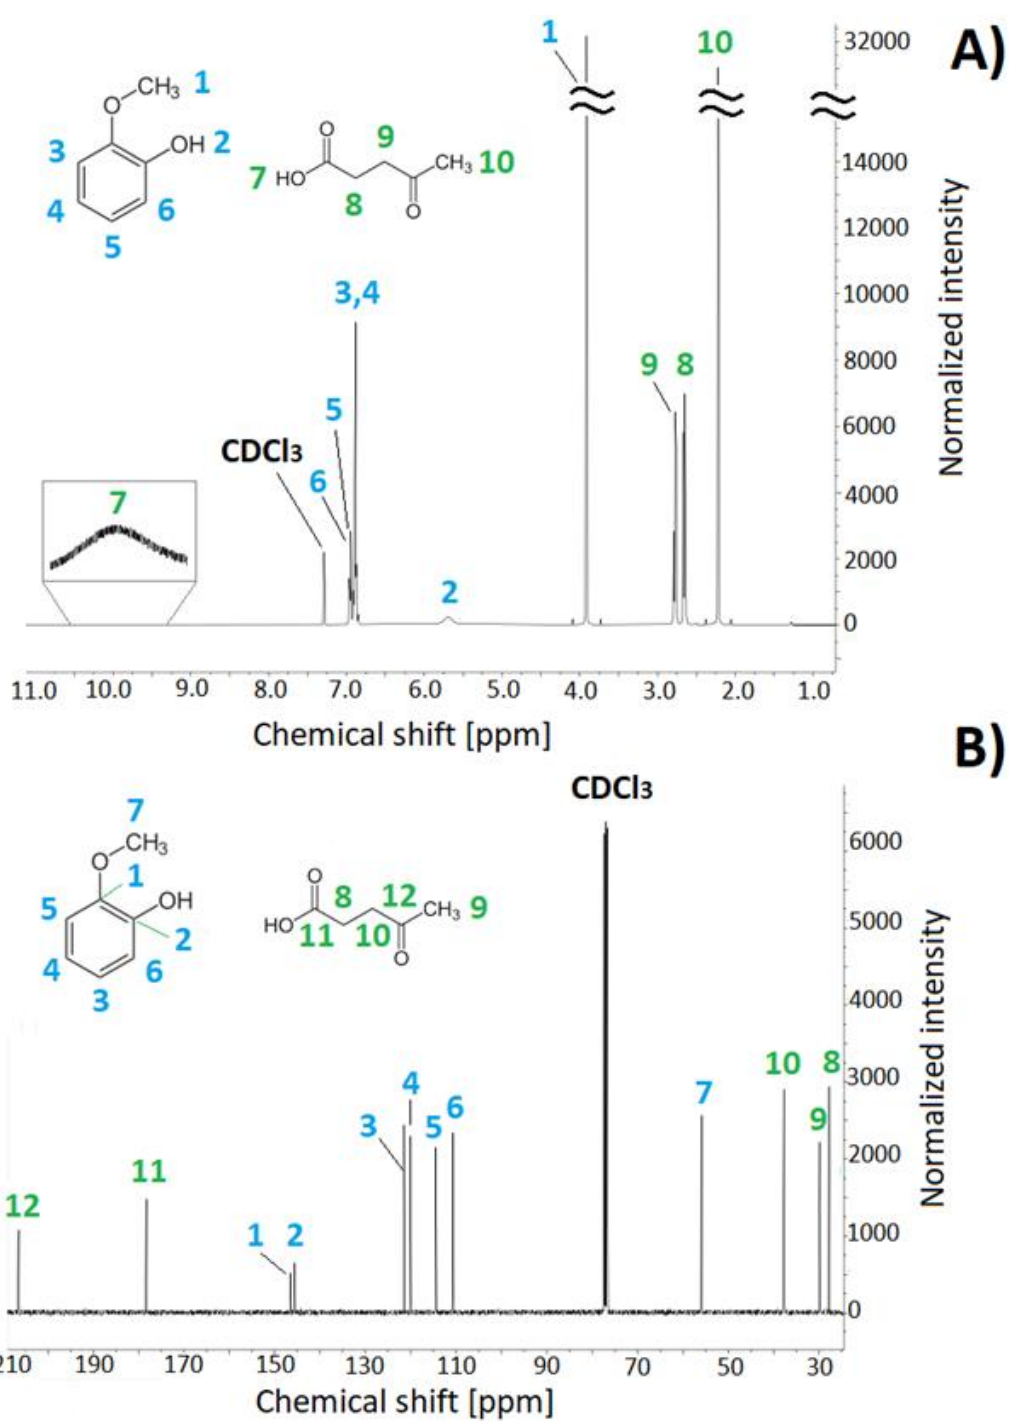 A)
1
10
32000
CH3 1
O
OH 2
3
4
6
5
O
9
7 HO
CH3 10
8
O
14000
12000
10000
8000
6000
4000
2000
0
Normalized intensity
3,4
9 8
5
CDCl3
6
7
2
11.0 10.0 9.0 8.0 7.0 6.0 5.0 4.0 3.0 2.0 1.0
Chemical shift [ppm]
B)
CDCl3
7
CH3
O
1
OH
5
2
4
6
3
O
8 12
CH3 9
HO
11 10
O
6000
5000
4000
3000
2000
1000
0
Normalized intensity
4
3
5
6
7
10
8
9
11
12
1 2
210 190 170 150 130 110 90 70 50 30
Chemical shift [ppm]